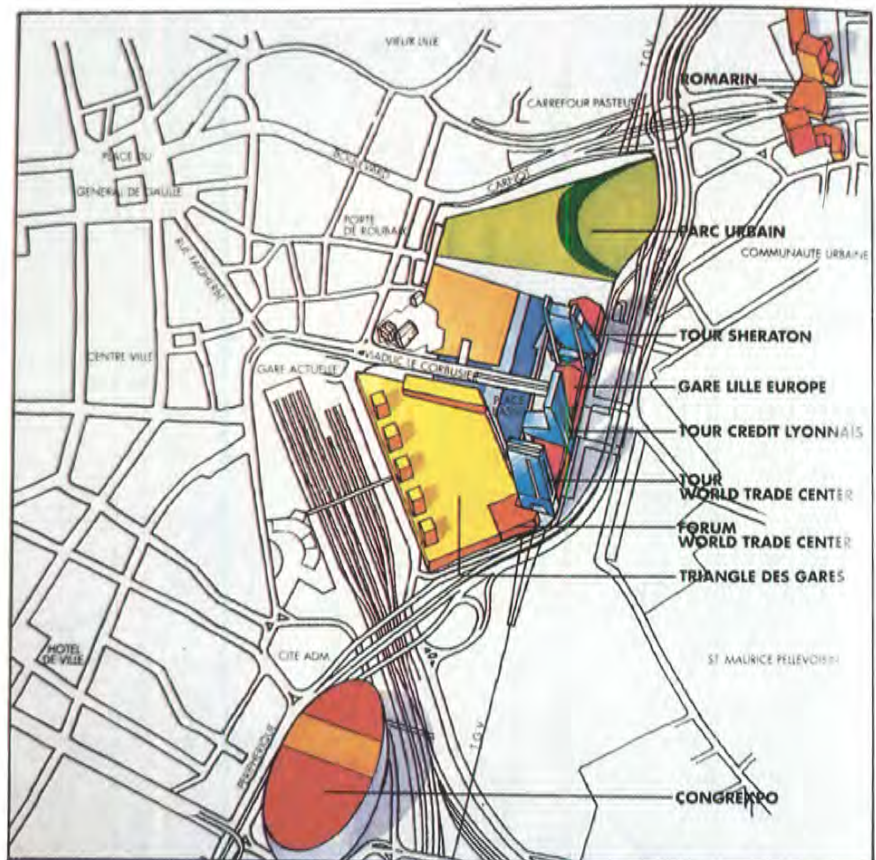 VIEUX LILLE
T.G.V.
ROMARIN
CARREFOUR PASTEUR
PLACE DU
GENERAL DE GAULLE
BOULEVARD
CARNOT
PORTE
DE ROUBAIX
RUE FAIDHERBE
PARC URBAIN
COMMUNAUTE URBAINE
TOUR SHERATON
CENTRE VILLE
GARE ACTUELLE
VIADUC LE CORBUSIER
GARE LILLE EUROPE
PLACE
TOUR CREDIT LYONNAIS
TOUR
WORLD TRADE CENTER
FORUM
WORLD TRADE CENTER
TRIANGLE DES GARES
HOTEL
DE VILLE
CITE ADM.
ST MAURICE PELLEVOISIN
PERIPHERIQUE
T.G.V.
CONGREXPO